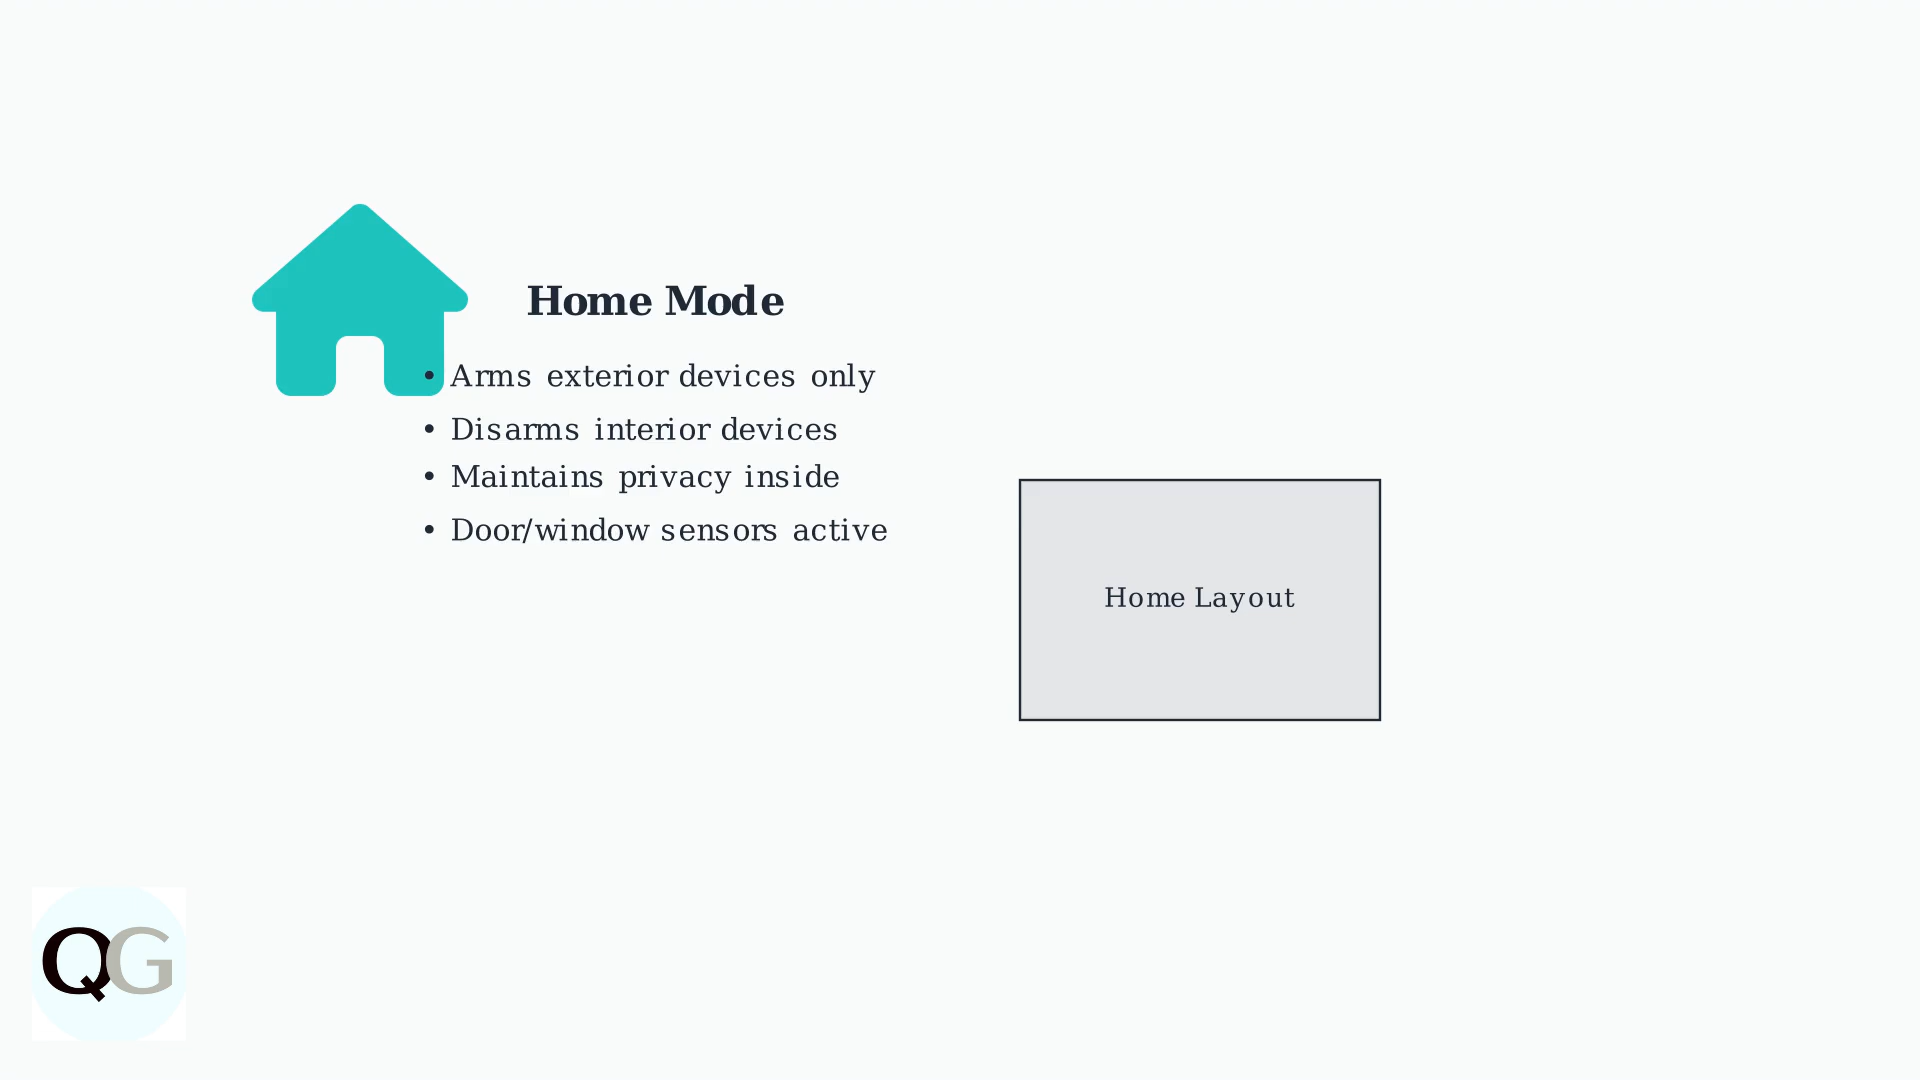 Home Mode
• Arms exterior devices only
• Disarms interior devices
• Maintains privacy inside
• Door/window sensors active
Home Layout
QG